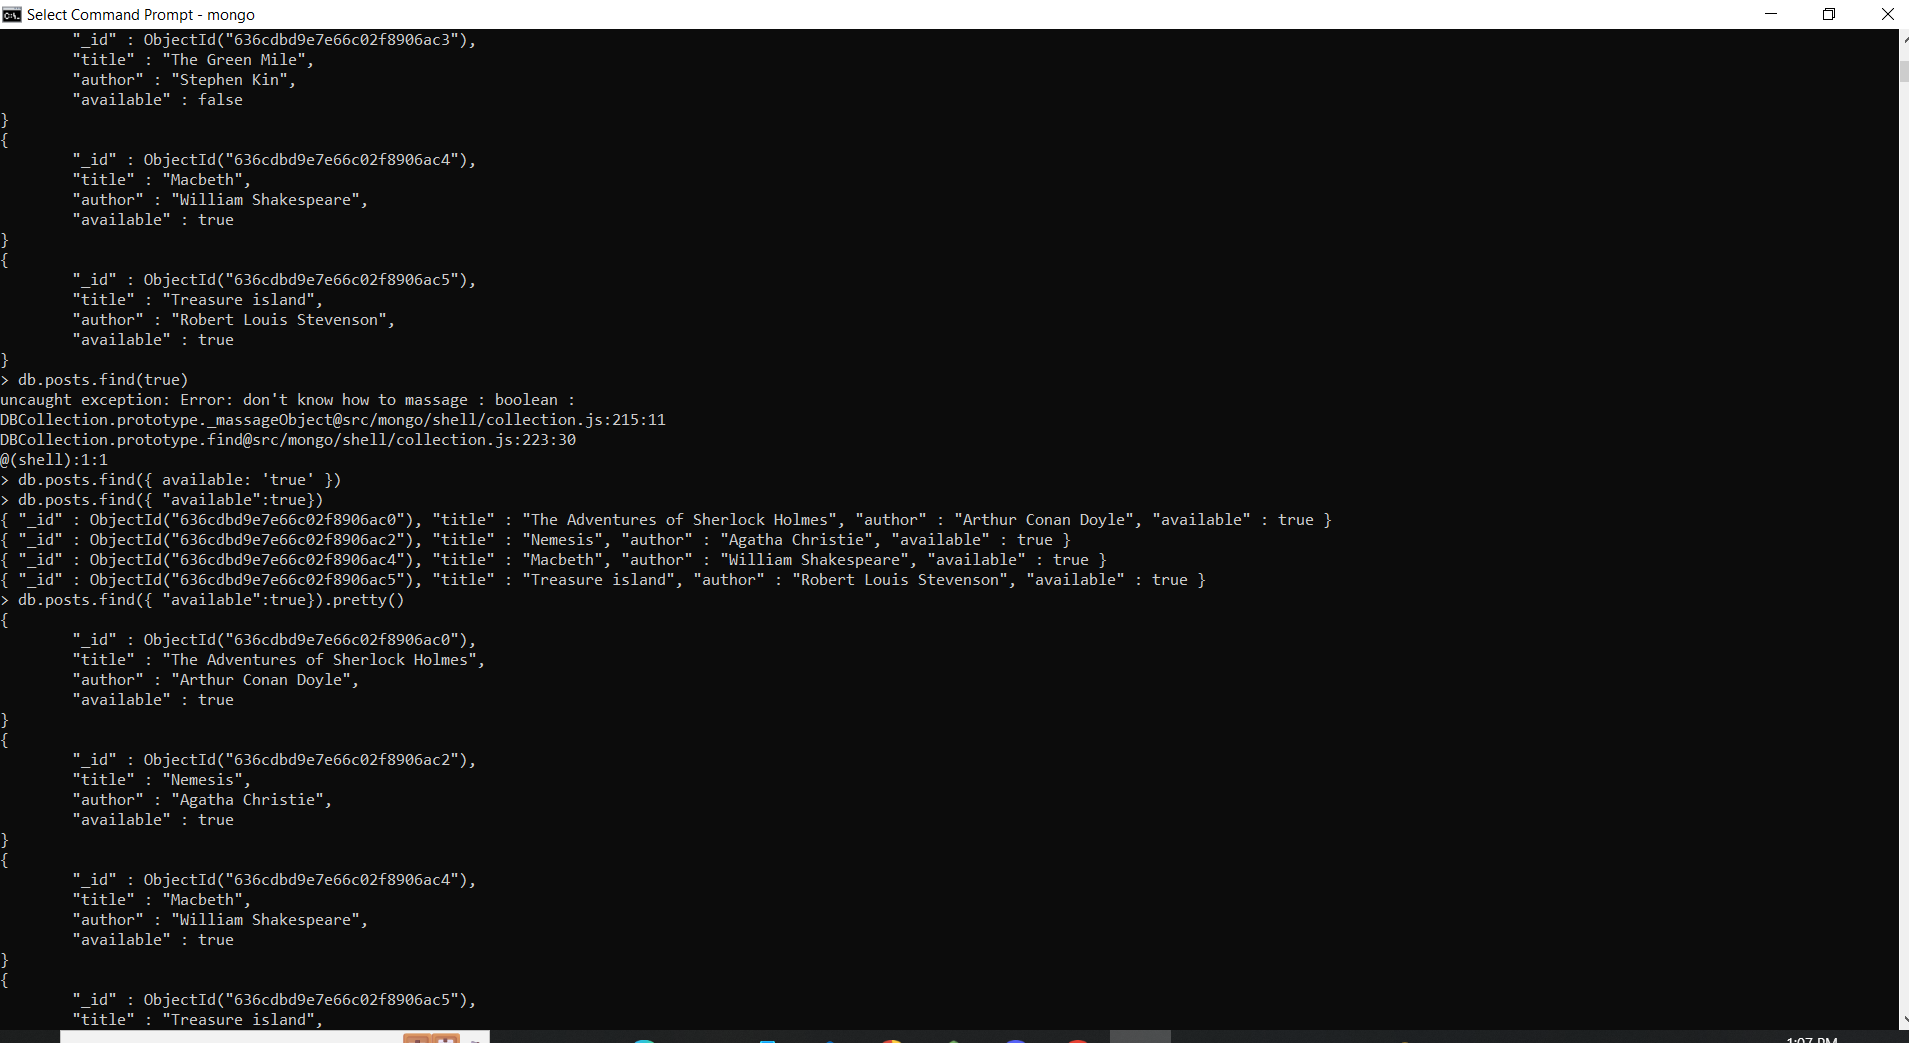 Select Command Prompt - mongo
"_id" : ObjectId("636cdbd9e7e66c02f8906ac3"),
"title" : "The Green Mile",
"author" : "Stephen Kin",
"available" : false
}
{
"_id" : ObjectId("636cdbd9e7e66c02f8906ac4"),
"title" : "Macbeth",
"author" : "William Shakespeare",
"available" : true
}
{
"_id" : ObjectId("636cdbd9e7e66c02f8906ac5"),
"title" : "Treasure island",
"author" : "Robert Louis Stevenson",
"available" : true
}
> db.posts.find(true)
uncaught exception: Error: don't know how to massage : boolean :
DBCollection.prototype._massageObject@src/mongo/shell/collection.js:215:11
DBCollection.prototype.find@src/mongo/shell/collection.js:223:30
@(shell):1:1
> db.posts.find({ available: 'true' })
> db.posts.find({ "available":true})
{ "_id" : ObjectId("636cdbd9e7e66c02f8906ac0"), "title" : "The Adventures of Sherlock Holmes", "author" : "Arthur Conan Doyle", "available" : true }
{ "_id" : ObjectId("636cdbd9e7e66c02f8906ac2"), "title" : "Nemesis", "author" : "Agatha Christie", "available" : true }
{ "_id" : ObjectId("636cdbd9e7e66c02f8906ac4"), "title" : "Macbeth", "author" : "William Shakespeare", "available" : true }
{ "_id" : ObjectId("636cdbd9e7e66c02f8906ac5"), "title" : "Treasure island", "author" : "Robert Louis Stevenson", "available" : true }
> db.posts.find({ "available":true}).pretty()
{
"_id" : ObjectId("636cdbd9e7e66c02f8906ac0"),
"title" : "The Adventures of Sherlock Holmes",
"author" : "Arthur Conan Doyle",
"available" : true
}
{
"_id" : ObjectId("636cdbd9e7e66c02f8906ac2"),
"title" : "Nemesis",
"author" : "Agatha Christie",
"available" : true
}
{
"_id" : ObjectId("636cdbd9e7e66c02f8906ac4"),
"title" : "Macbeth",
"author" : "William Shakespeare",
"available" : true
}
{
"_id" : ObjectId("636cdbd9e7e66c02f8906ac5"),
"title" : "Treasure island",
1:07 PM